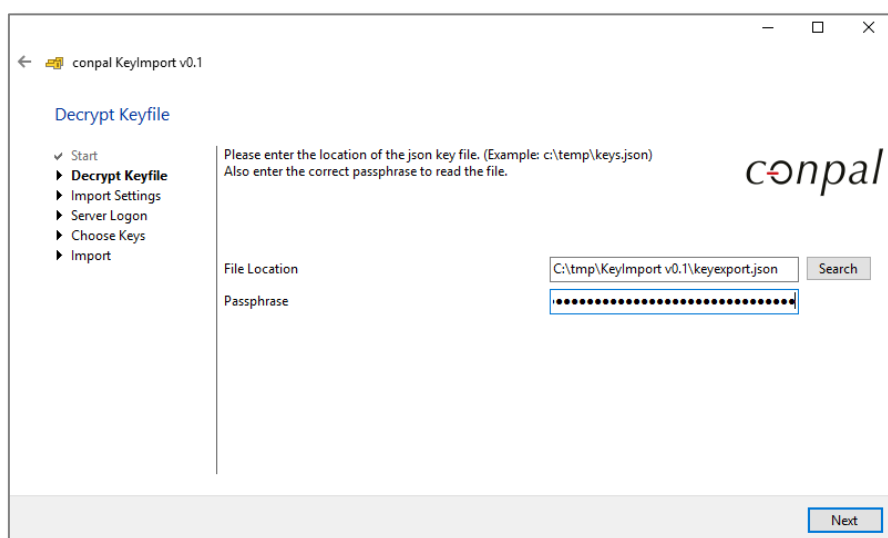 conpal KeyImport v0.1
Decrypt Keyfile
Start
Decrypt Keyfile
Import Settings
Server Logon
Choose Keys
Import
Please enter the location of the json key file. (Example: c:\temp\keys.json)
Also enter the correct passphrase to read the file.
conpal
File Location
C:\tmp\KeyImport v0.1\keyexport.json
Search
Passphrase
Next